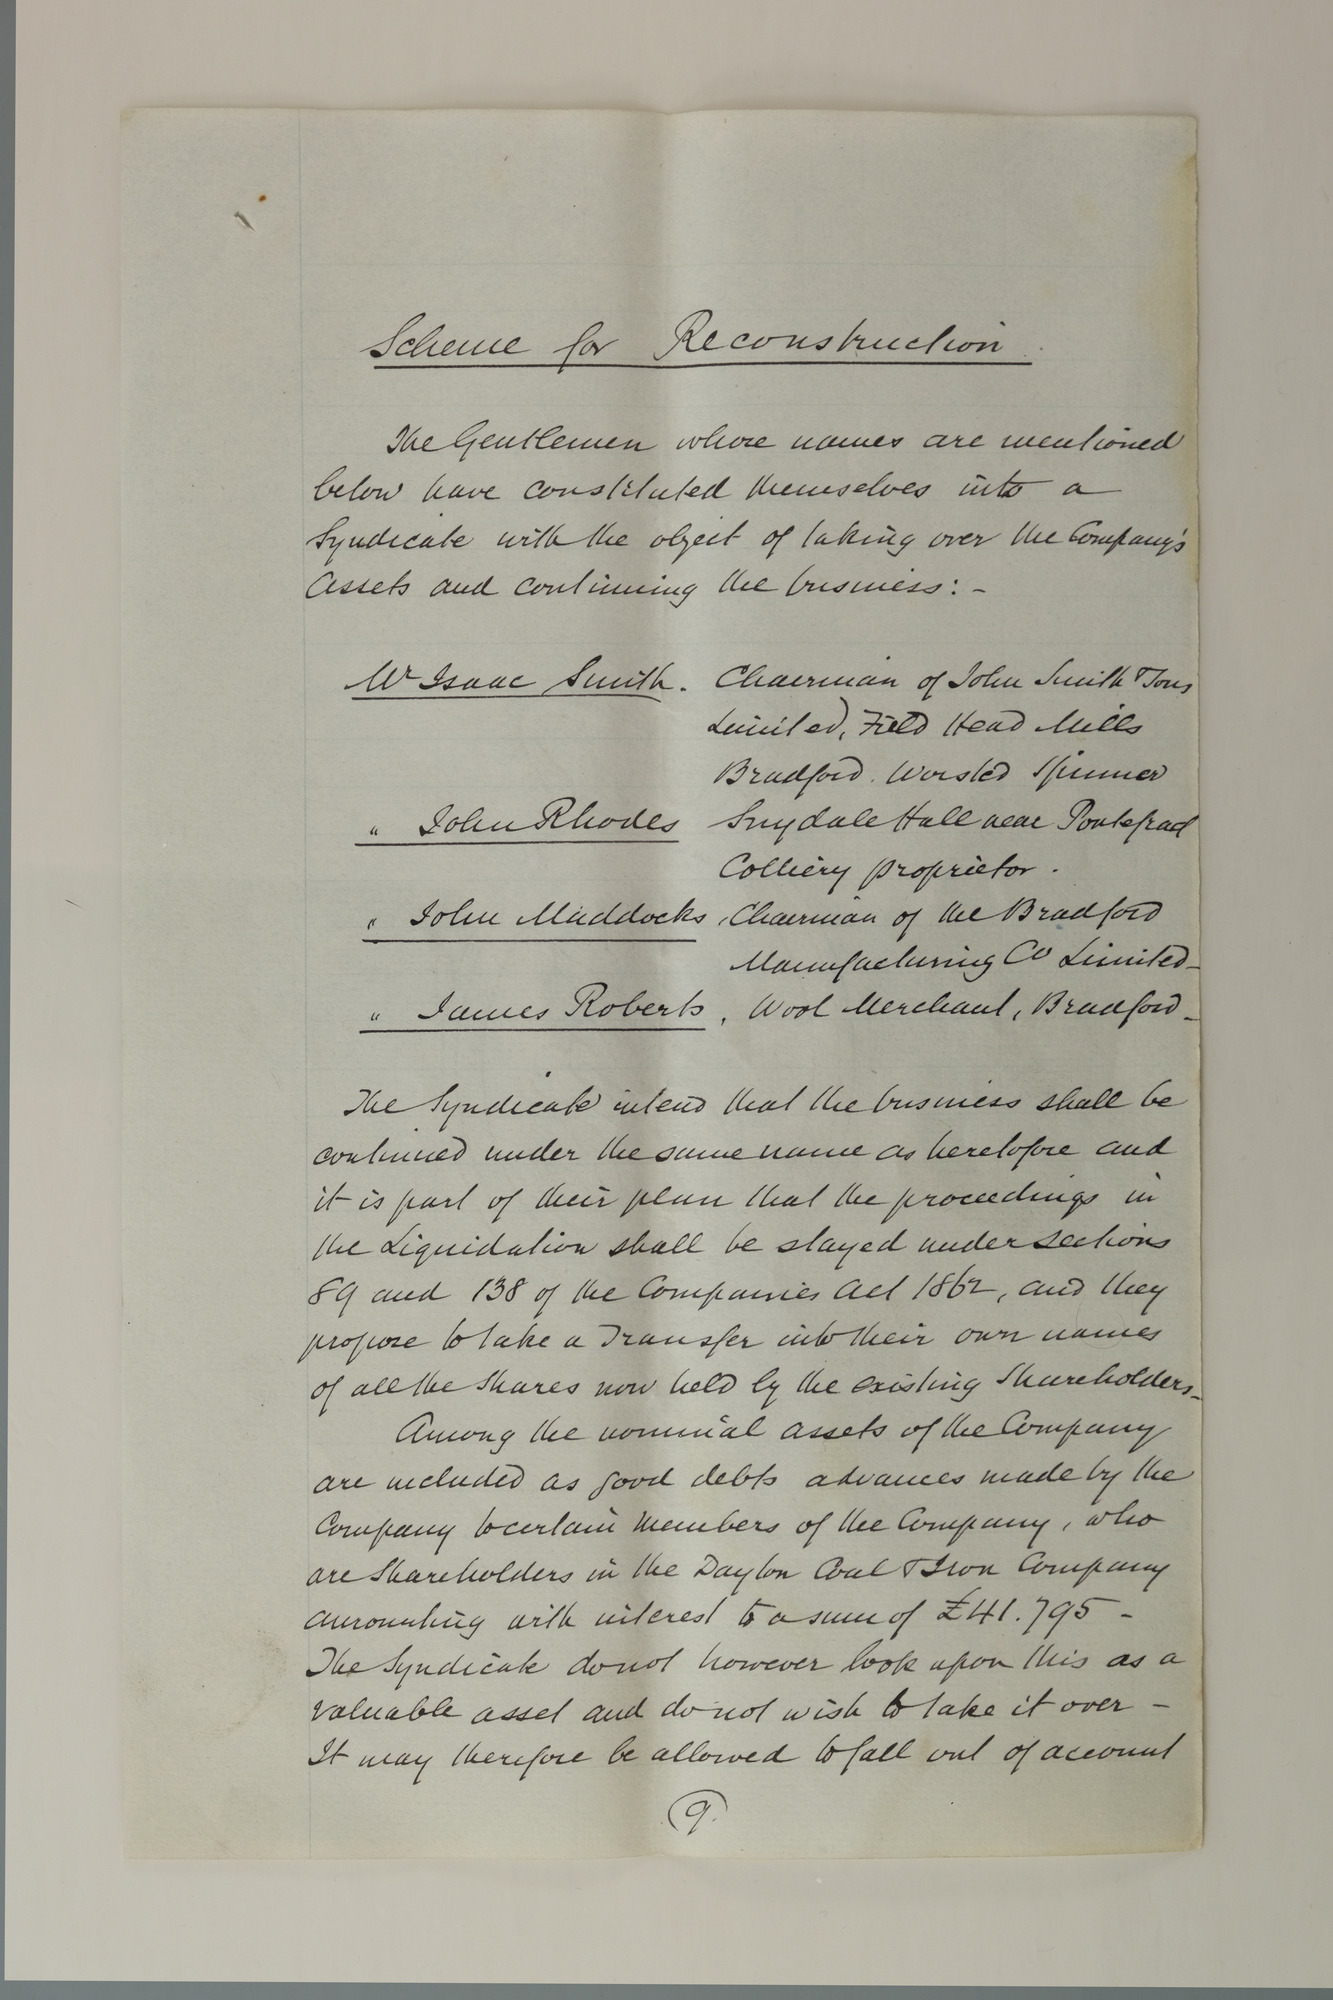 Scheme for Reconstruction
The Gentlemen whose names are mentioned
below have constituted themselves into a
Syndicate with the object of taking over the Company's
Assets and continuing the business: -
Mr Isaac Smith. Chairman of John Smith & Sons
Limited, Field Head Mills
Bradford. Worsted Spinner
" John Rhodes Snydale Hall near Pontefract
Colliery proprietor.
" John Maddocks, Chairman of the Bradford
Manufacturing Co Limited -
" James Roberts, Wool Merchant, Bradford -
The Syndicate intend that the business shall be
continued under the same name as heretofore and
it is part of their plan that the proceedings in
the Liquidation shall be stayed under sections
89 and 138 of the Companies Act 1862, and they
propose to take a Transfer into their own names
of all the Shares now held by the existing Shareholders -
Among the nominal assets of the Company
are included as good debts advances made by the
Company to certain members of the Company, who
are Shareholders in the Dayton Coal & Iron Company
amounting with interest to a sum of £41.795 -
The Syndicate do not however look upon this as a
valuable asset and do not wish to take it over -
It may therefore be allowed to fall out of account
9.